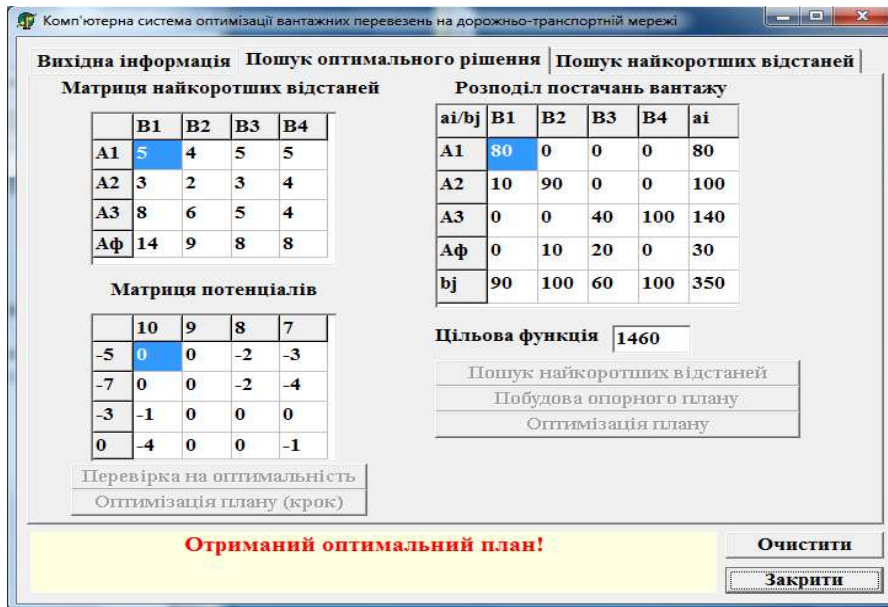 Комп'ютерна система оптимізації вантажних перевезень на дорожньо-транспортній мережі
Вихідна інформація Пошук оптимального рішення Пошук найкоротших відстаней
Матриця найкоротших відстаней
B1 B2 B3 B4
A1 5 4 5 5
A2 3 2 3 4
A3 8 6 5 4
Аф 14 9 8 8
Матриця потенціалів
10 9 8 7
-5 0 0 -2 -3
-7 0 0 -2 -4
-3 -1 0 0 0
0 -4 0 0 -1
Перевірка на оптимальність
Оптимізація плану (крок)
Розподіл постачань вантажу
ai/bj B1 B2 B3 B4 ai
A1 80 0 0 0 80
A2 10 90 0 0 100
A3 0 0 40 100 140
Аф 0 10 20 0 30
bj 90 100 60 100 350
Цільова функція 1460
Пошук найкоротших відстаней
Побудова опорного плану
Оптимізація плану
Отриманий оптимальний план!
Очистити
Закрити